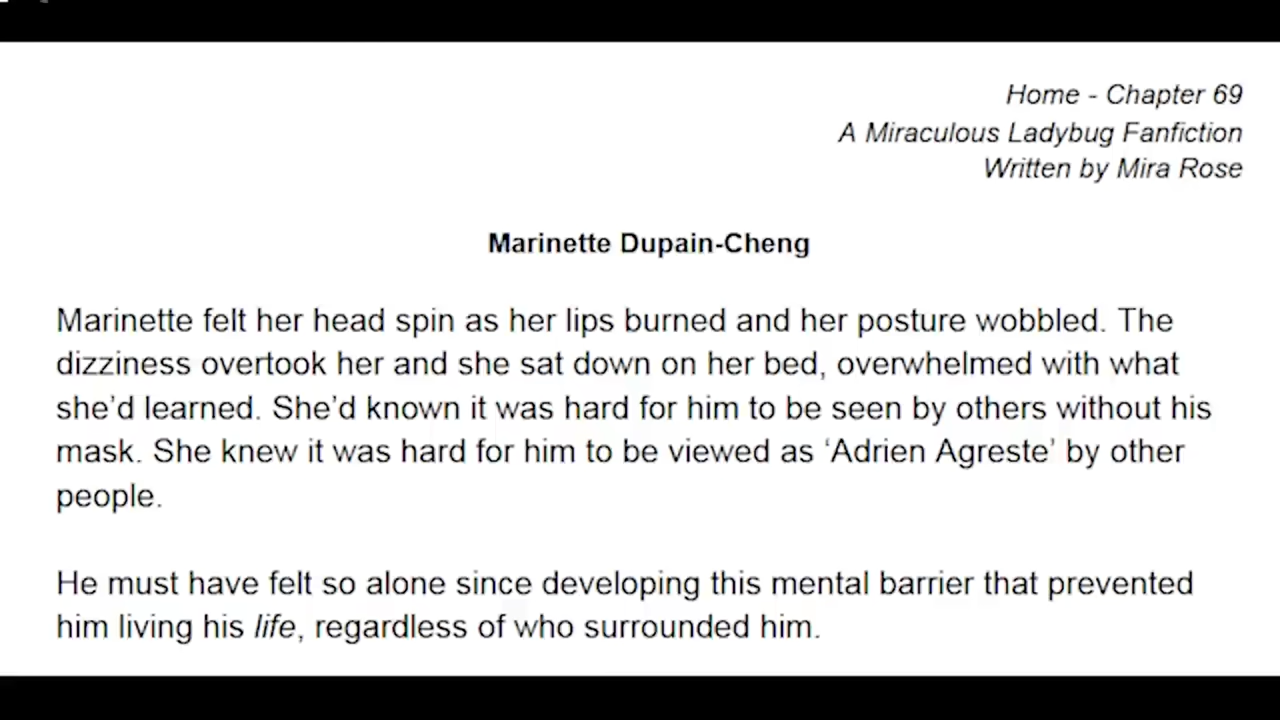 Home - Chapter 69
A Miraculous Ladybug Fanfiction
Written by Mira Rose
Marinette Dupain-Cheng
Marinette felt her head spin as her lips burned and her posture wobbled. The
dizziness overtook her and she sat down on her bed, overwhelmed with what
she’d learned. She’d known it was hard for him to be seen by others without his
mask. She knew it was hard for him to be viewed as ‘Adrien Agreste’ by other
people.
He must have felt so alone since developing this mental barrier that prevented
him living his life, regardless of who surrounded him.